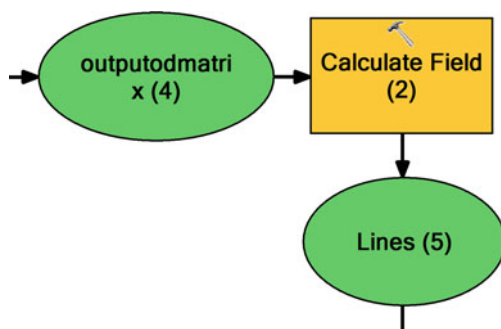 outputodmatri
x (4)
Calculate Field
(2)
Lines (5)